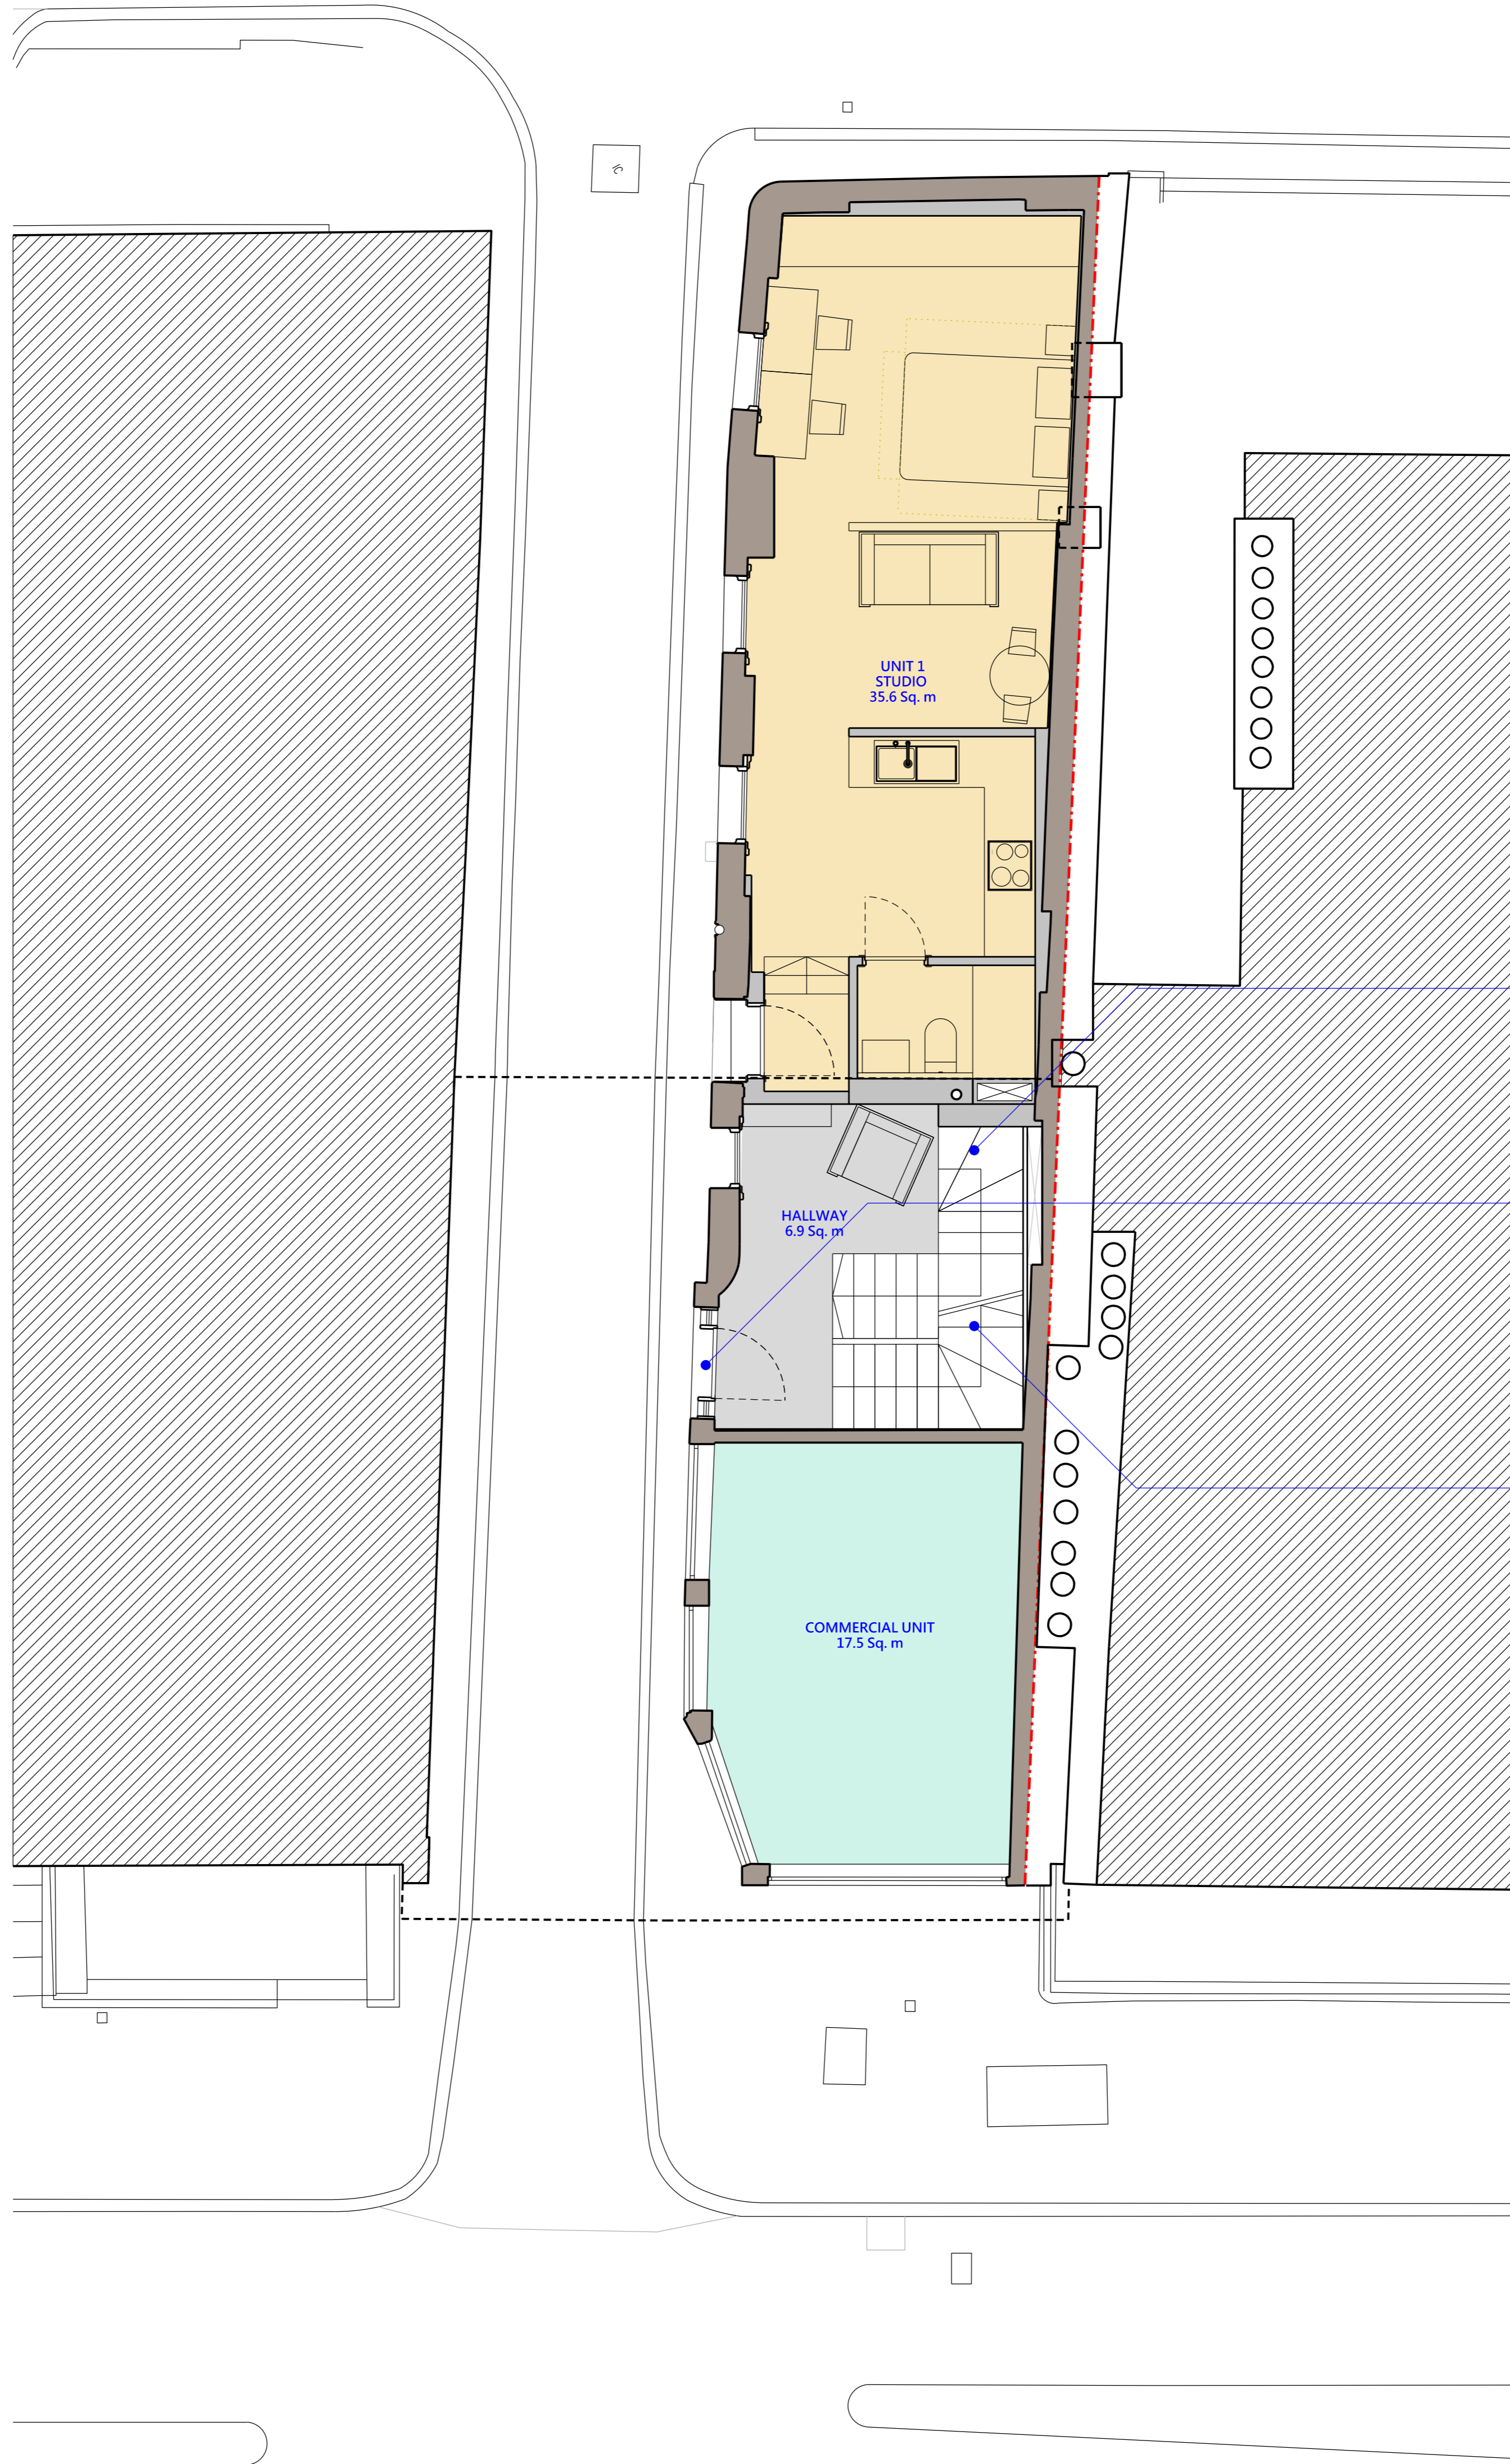 UNIT 1
STUDIO
35.6 Sq. m
HALLWAY
6.9 Sq. m
COMMERCIAL UNIT
17.5 Sq. m